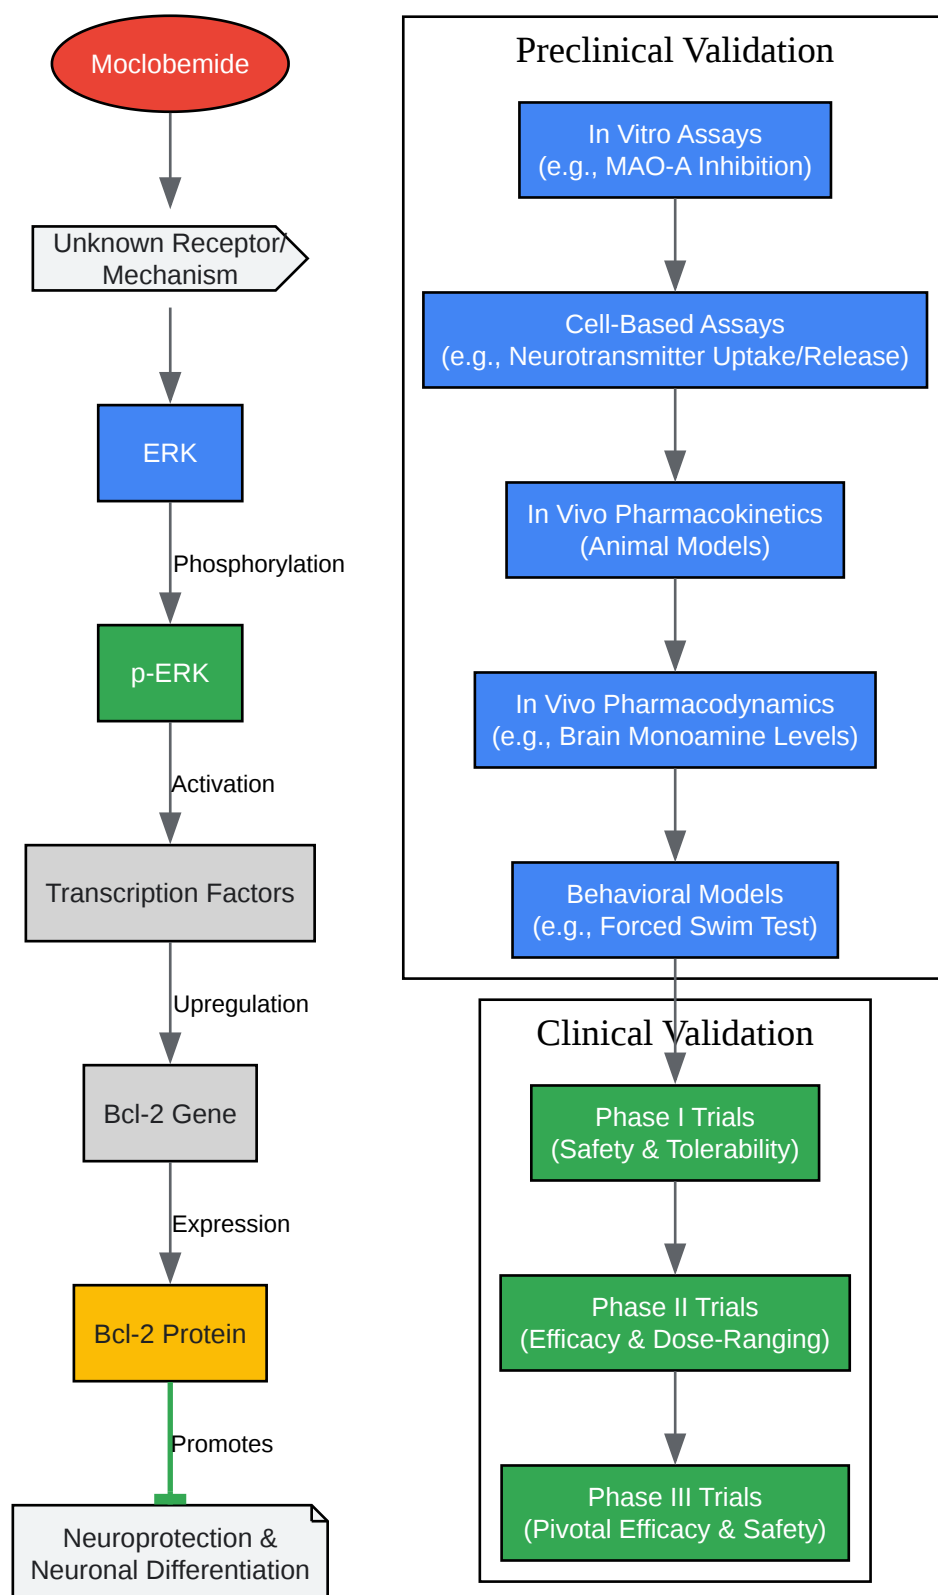 Moclobemide
Unknown Receptor/
Mechanism
ERK
Phosphorylation
p-ERK
Activation
Transcription Factors
Upregulation
Bcl-2 Gene
Expression
Bcl-2 Protein
Promotes
Neuroprotection &
Neuronal Differentiation
Preclinical Validation
In Vitro Assays
(e.g., MAO-A Inhibition)
Cell-Based Assays
(e.g., Neurotransmitter Uptake/Release)
In Vivo Pharmacokinetics
(Animal Models)
In Vivo Pharmacodynamics
(e.g., Brain Monoamine Levels)
Behavioral Models
(e.g., Forced Swim Test)
Clinical Validation
Phase I Trials
(Safety & Tolerability)
Phase II Trials
(Efficacy & Dose-Ranging)
Phase III Trials
(Pivotal Efficacy & Safety)